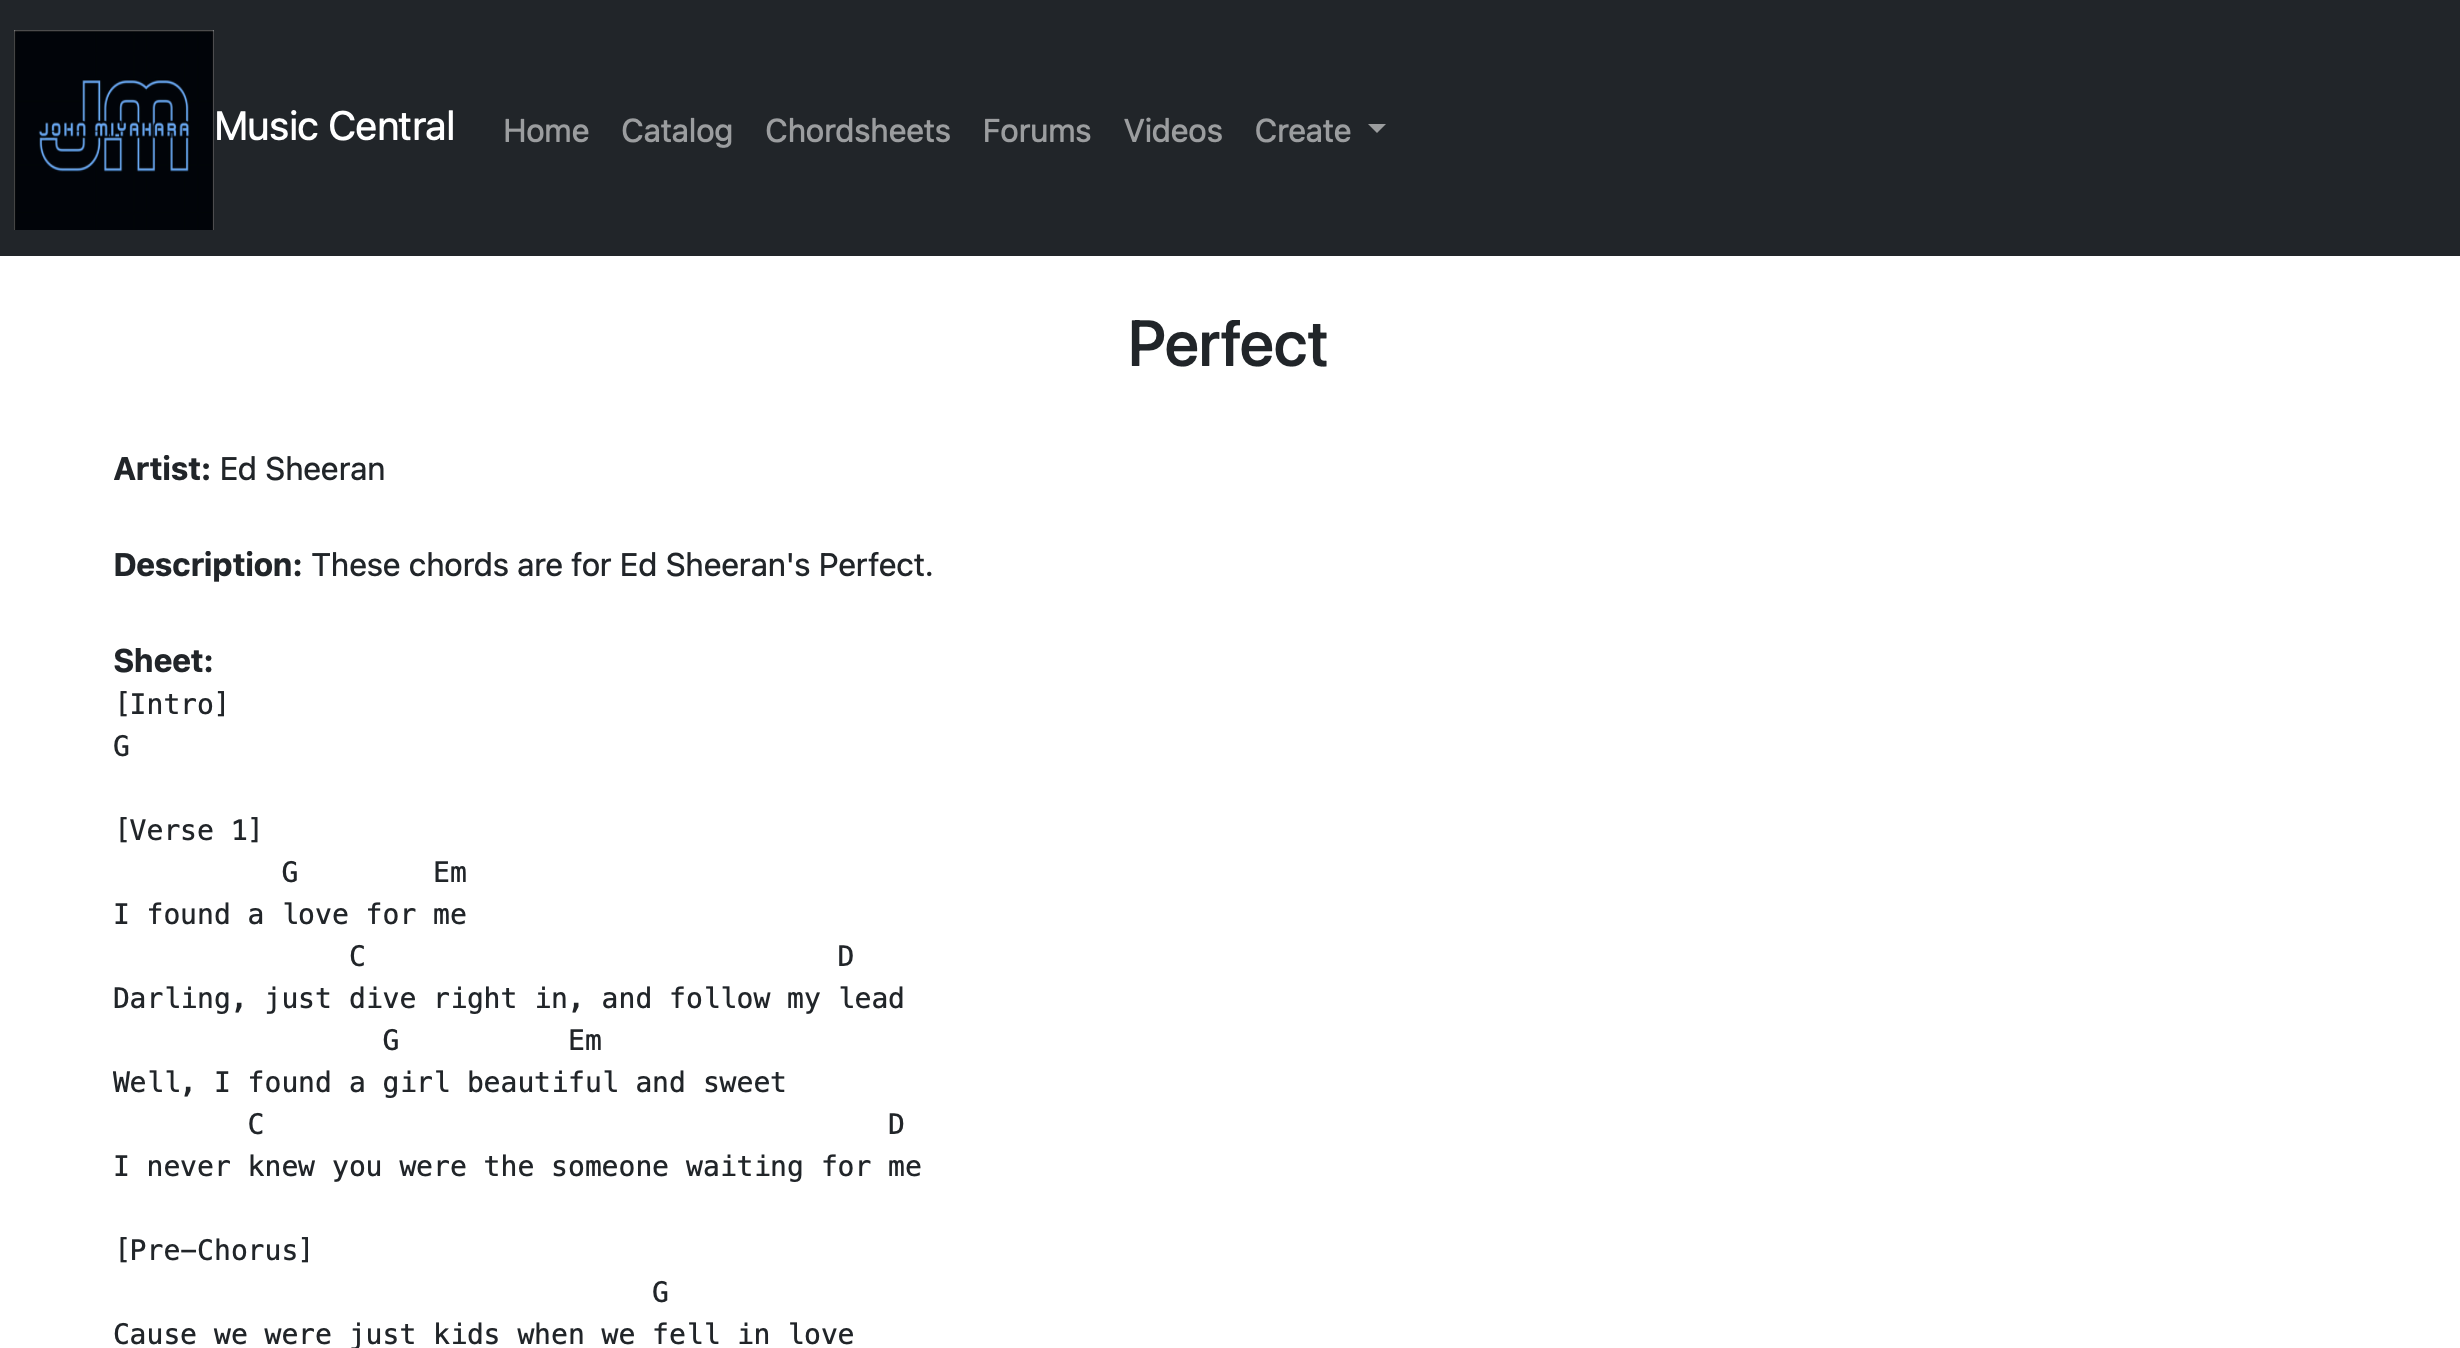 JM
JOHN MIYAHARA
Music Central
Home Catalog Chordsheets Forums Videos Create
Perfect
Artist: Ed Sheeran
Description: These chords are for Ed Sheeran's Perfect.
Sheet:
[Intro]
G
[Verse 1]
          G        Em
I found a love for me
              C                            D
Darling, just dive right in, and follow my lead
                G          Em
Well, I found a girl beautiful and sweet
        C                                     D
I never knew you were the someone waiting for me
[Pre-Chorus]
                                G
Cause we were just kids when we fell in love